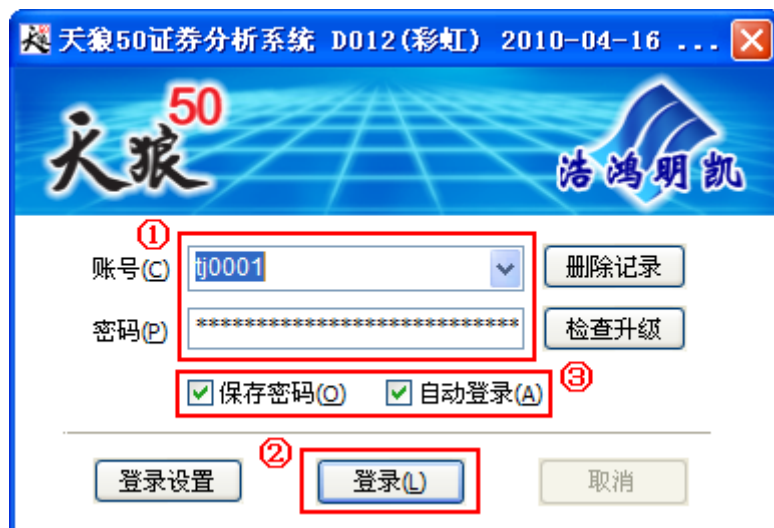 天狼50证券分析系统 D012(彩虹) 2010-04-16 ...
天狼50
浩鸿明凯
①
账号(C) tj0001 删除记录
密码(P) *************************** 检查升级
保存密码(O) 自动登录(A) ③
②
登录设置 登录(L) 取消